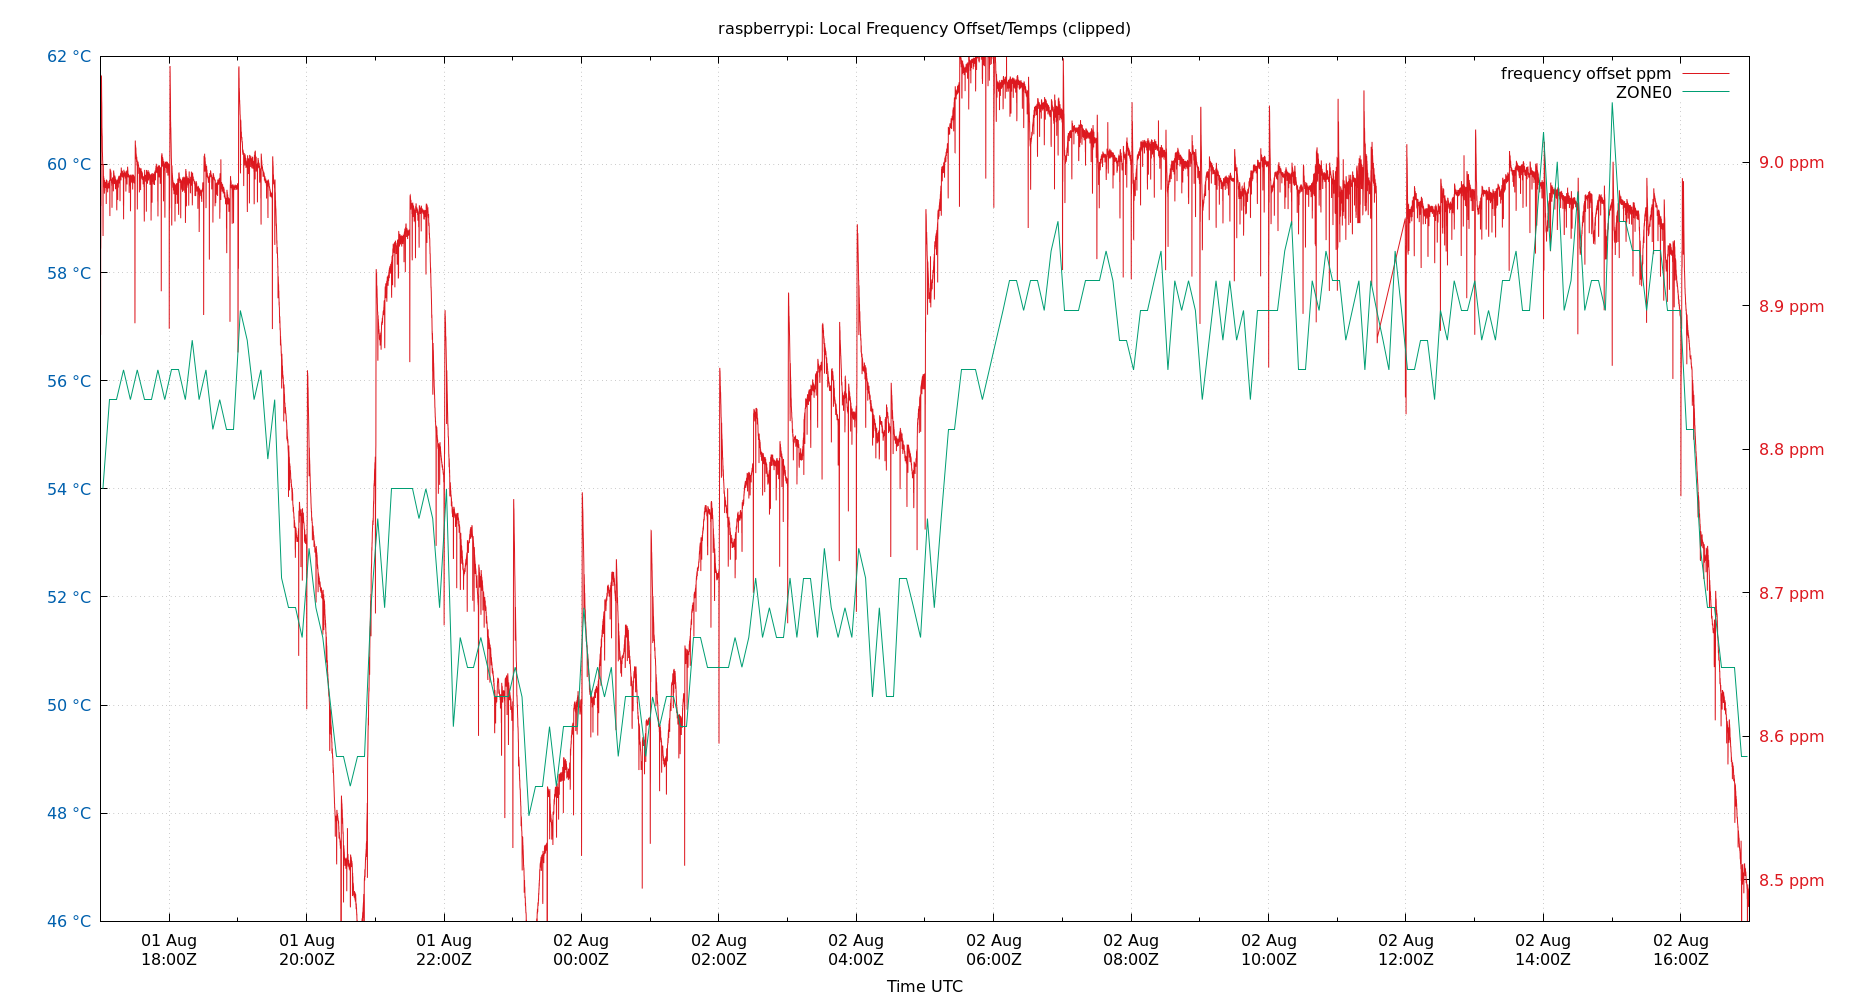 raspberrypi: Local Frequency Offset/Temps (clipped)
frequency offset ppm
ZONE0
62 °C
60 °C
58 °C
56 °C
54 °C
52 °C
50 °C
48 °C
46 °C
9.0 ppm
8.9 ppm
8.8 ppm
8.7 ppm
8.6 ppm
8.5 ppm
01 Aug
18:00Z
01 Aug
20:00Z
01 Aug
22:00Z
02 Aug
00:00Z
02 Aug
02:00Z
02 Aug
04:00Z
02 Aug
06:00Z
02 Aug
08:00Z
02 Aug
10:00Z
02 Aug
12:00Z
02 Aug
14:00Z
02 Aug
16:00Z
Time UTC